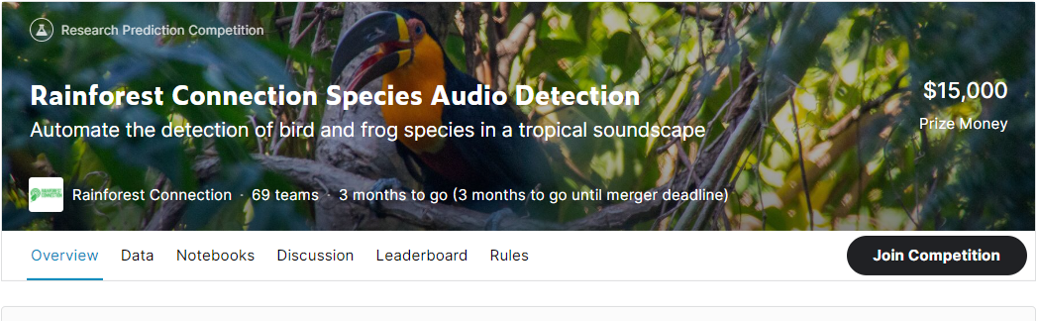 Research Prediction Competition
Rainforest Connection Species Audio Detection
Automate the detection of bird and frog species in a tropical soundscape
$15,000
Prize Money
RAINFOREST
CONNECTION
Rainforest Connection · 69 teams · 3 months to go (3 months to go until merger deadline)
Overview Data Notebooks Discussion Leaderboard Rules
Join Competition